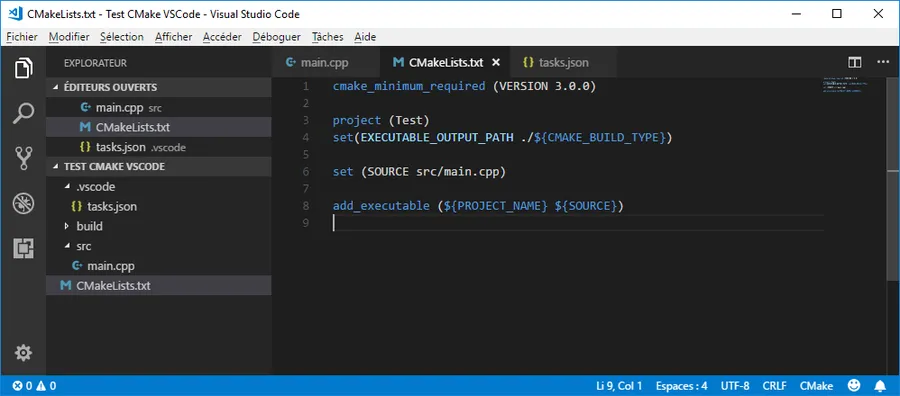 CMakeLists.txt - Test CMake VSCode - Visual Studio Code
Fichier Modifier Sélection Afficher Accéder Déboguer Tâches Aide
EXPLORATEUR
ÉDITEURS OUVERTS
main.cpp src
CMakeLists.txt
tasks.json .vscode
TEST CMAKE VSCODE
.vscode
tasks.json
build
src
main.cpp
CMakeLists.txt
main.cpp CMakeLists.txt tasks.json
1 cmake_minimum_required (VERSION 3.0.0)
2
3 project (Test)
4 set(EXECUTABLE_OUTPUT_PATH ./${CMAKE_BUILD_TYPE})
5
6 set (SOURCE src/main.cpp)
7
8 add_executable (${PROJECT_NAME} ${SOURCE})
9
0 0 Li 9, Col 1 Espaces : 4 UTF-8 CRLF CMake